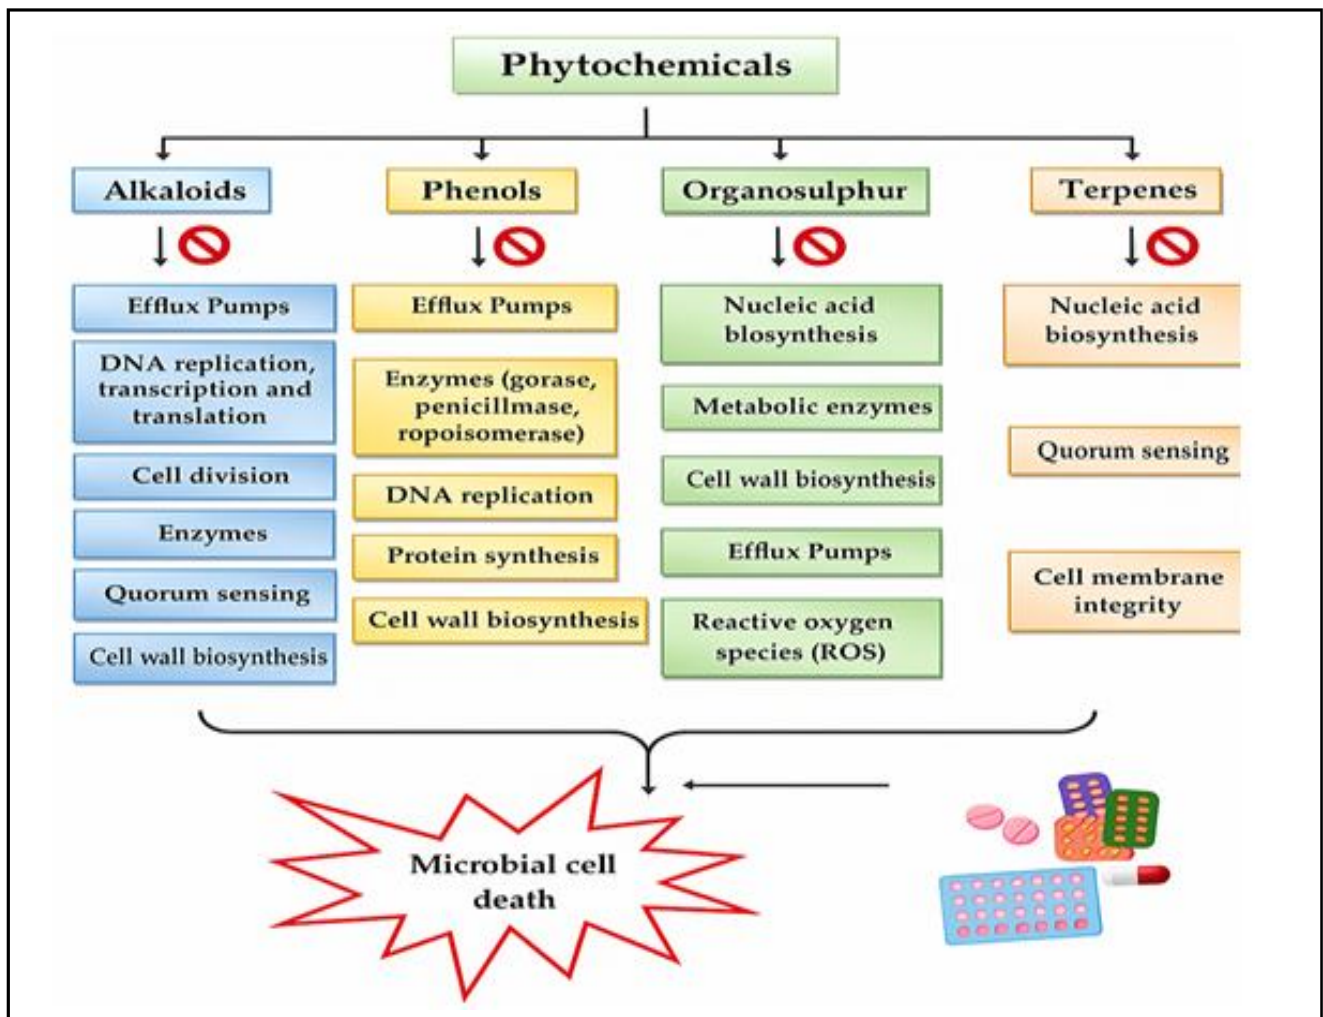 Phytochemicals
Alkaloids
Phenols
Organosulphur
Terpenes
Efflux Pumps
DNA replication,
transcription and
translation
Cell division
Enzymes
Quorum sensing
Cell wall biosynthesis
Efflux Pumps
Enzymes (gorase,
penicillmase,
ropoisomerase)
DNA replication
Protein synthesis
Cell wall biosynthesis
Nucleic acid
blosynthesis
Metabolic enzymes
Cell wall biosynthesis
Efflux Pumps
Reactive oxygen
species (ROS)
Nucleic acid
biosynthesis
Quorum sensing
Cell membrane
integrity
Microbial cell
death